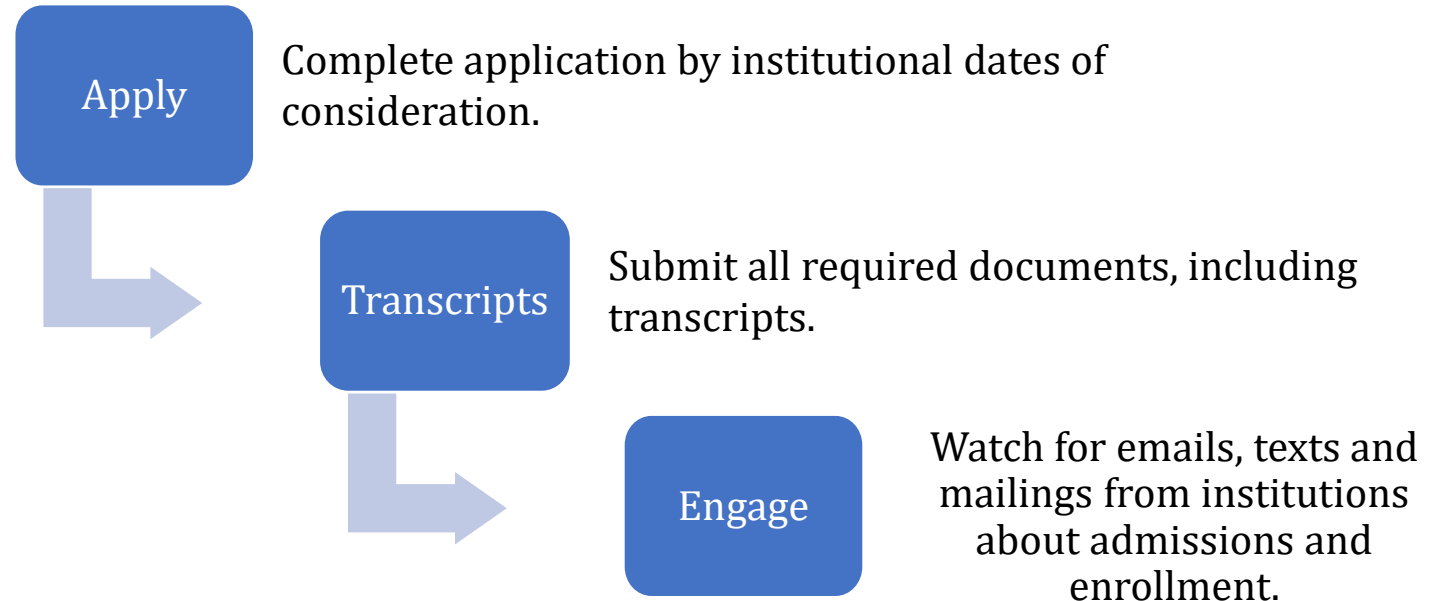 Apply
Complete application by institutional dates of
consideration.
Transcripts
Submit all required documents, including
transcripts.
Engage
Watch for emails, texts and
mailings from institutions
about admissions and
enrollment.